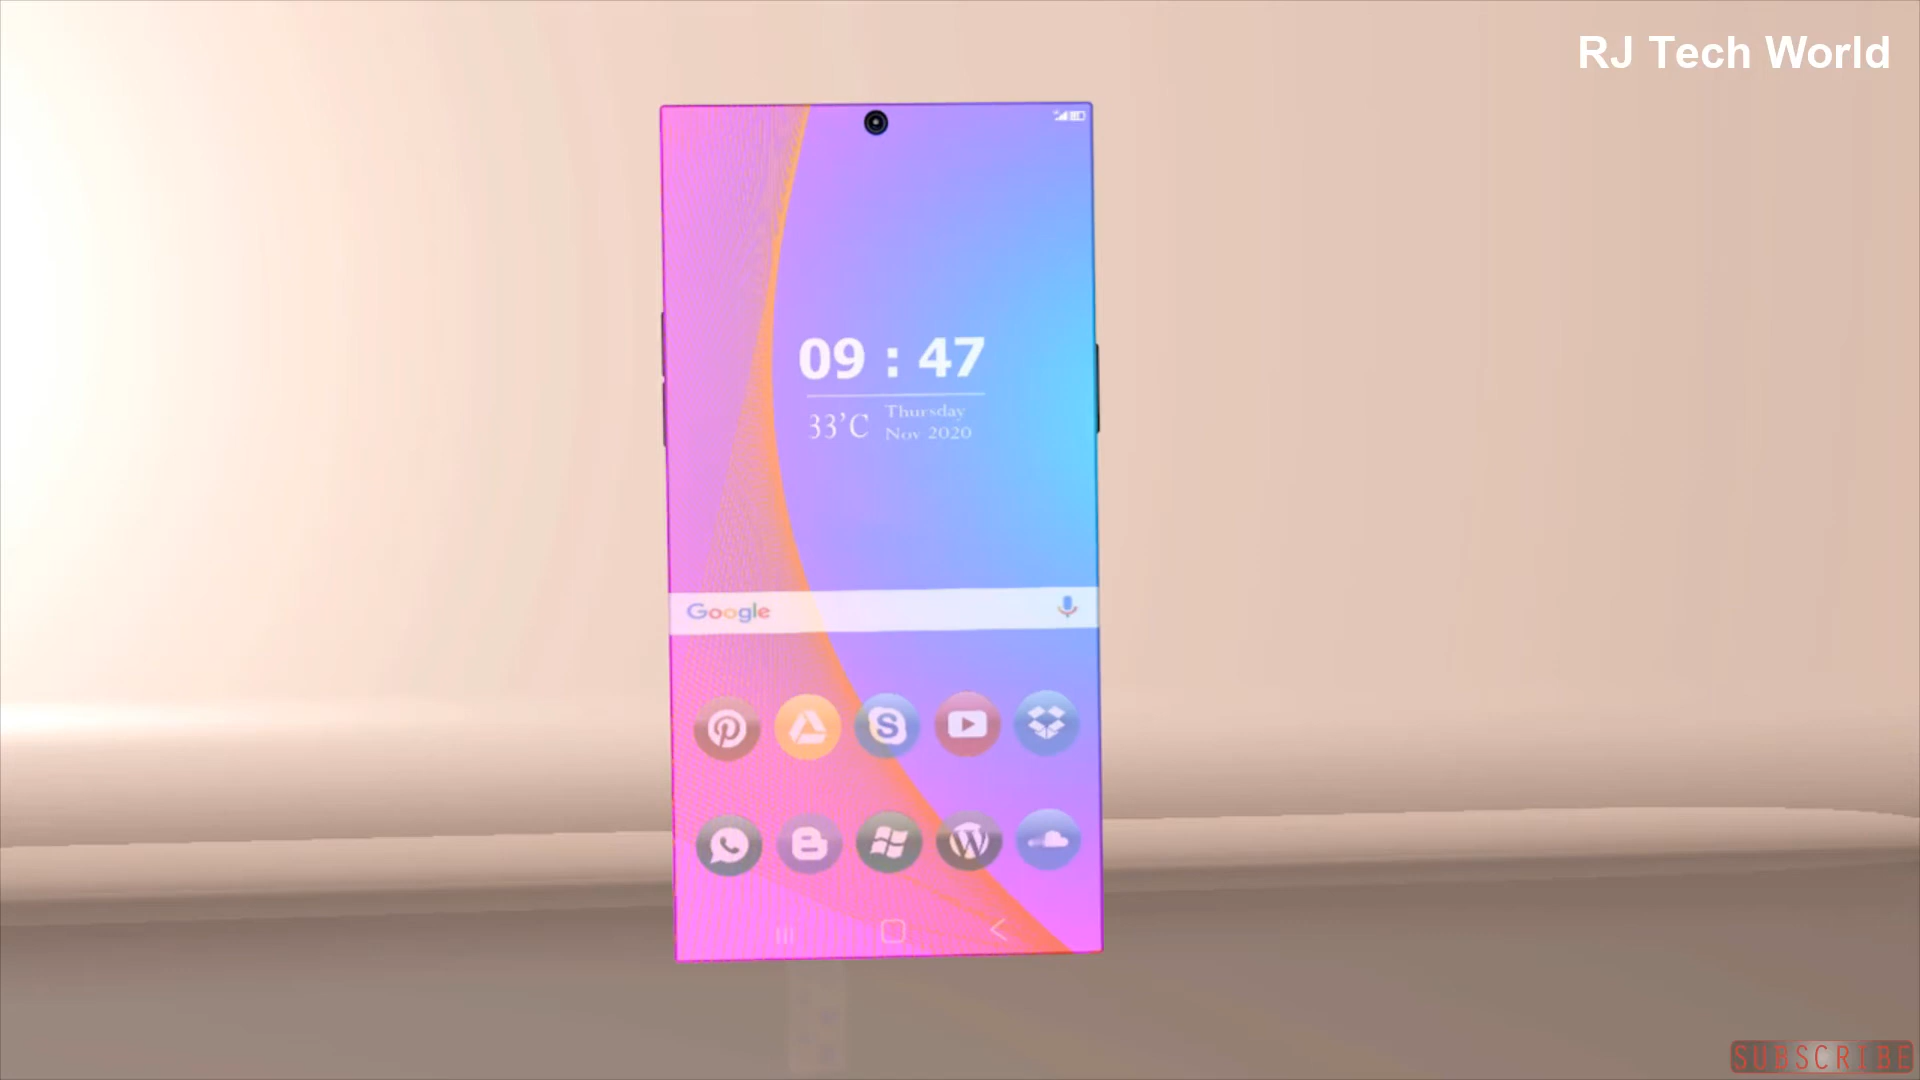 RJ Tech World
09 : 47
33'C
Thursday
Nov 2020
Google
SUBSCRIBE